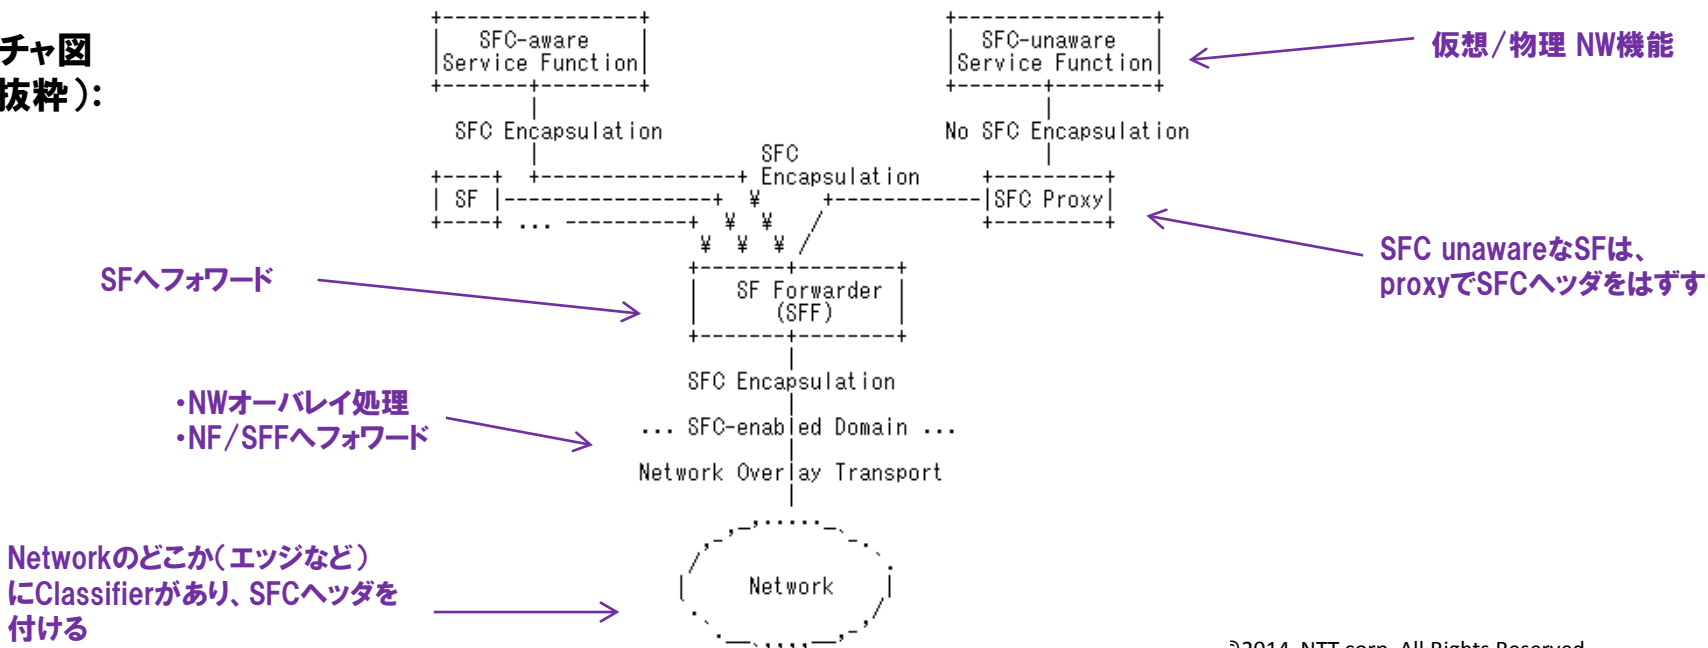 チャ図
抜粋）：
SFC-aware
Service Function
SFC-unaware
Service Function
仮想/物理 NW機能
SFC Encapsulation
No SFC Encapsulation
SFC
Encapsulation
SF
...
SFC Proxy
SFC unawareなSFは、
proxyでSFCヘッダをはずす
SFへフォワード
SF Forwarder
(SFF)
SFC Encapsulation
・NWオーバレイ処理
・NF/SFFへフォワード
... SFC-enabled Domain ...
Network Overlay Transport
Networkのどこか（エッジなど）
にClassifierがあり、SFCヘッダを
付ける
Network
©2014 NTT corp. All Rights Reserved